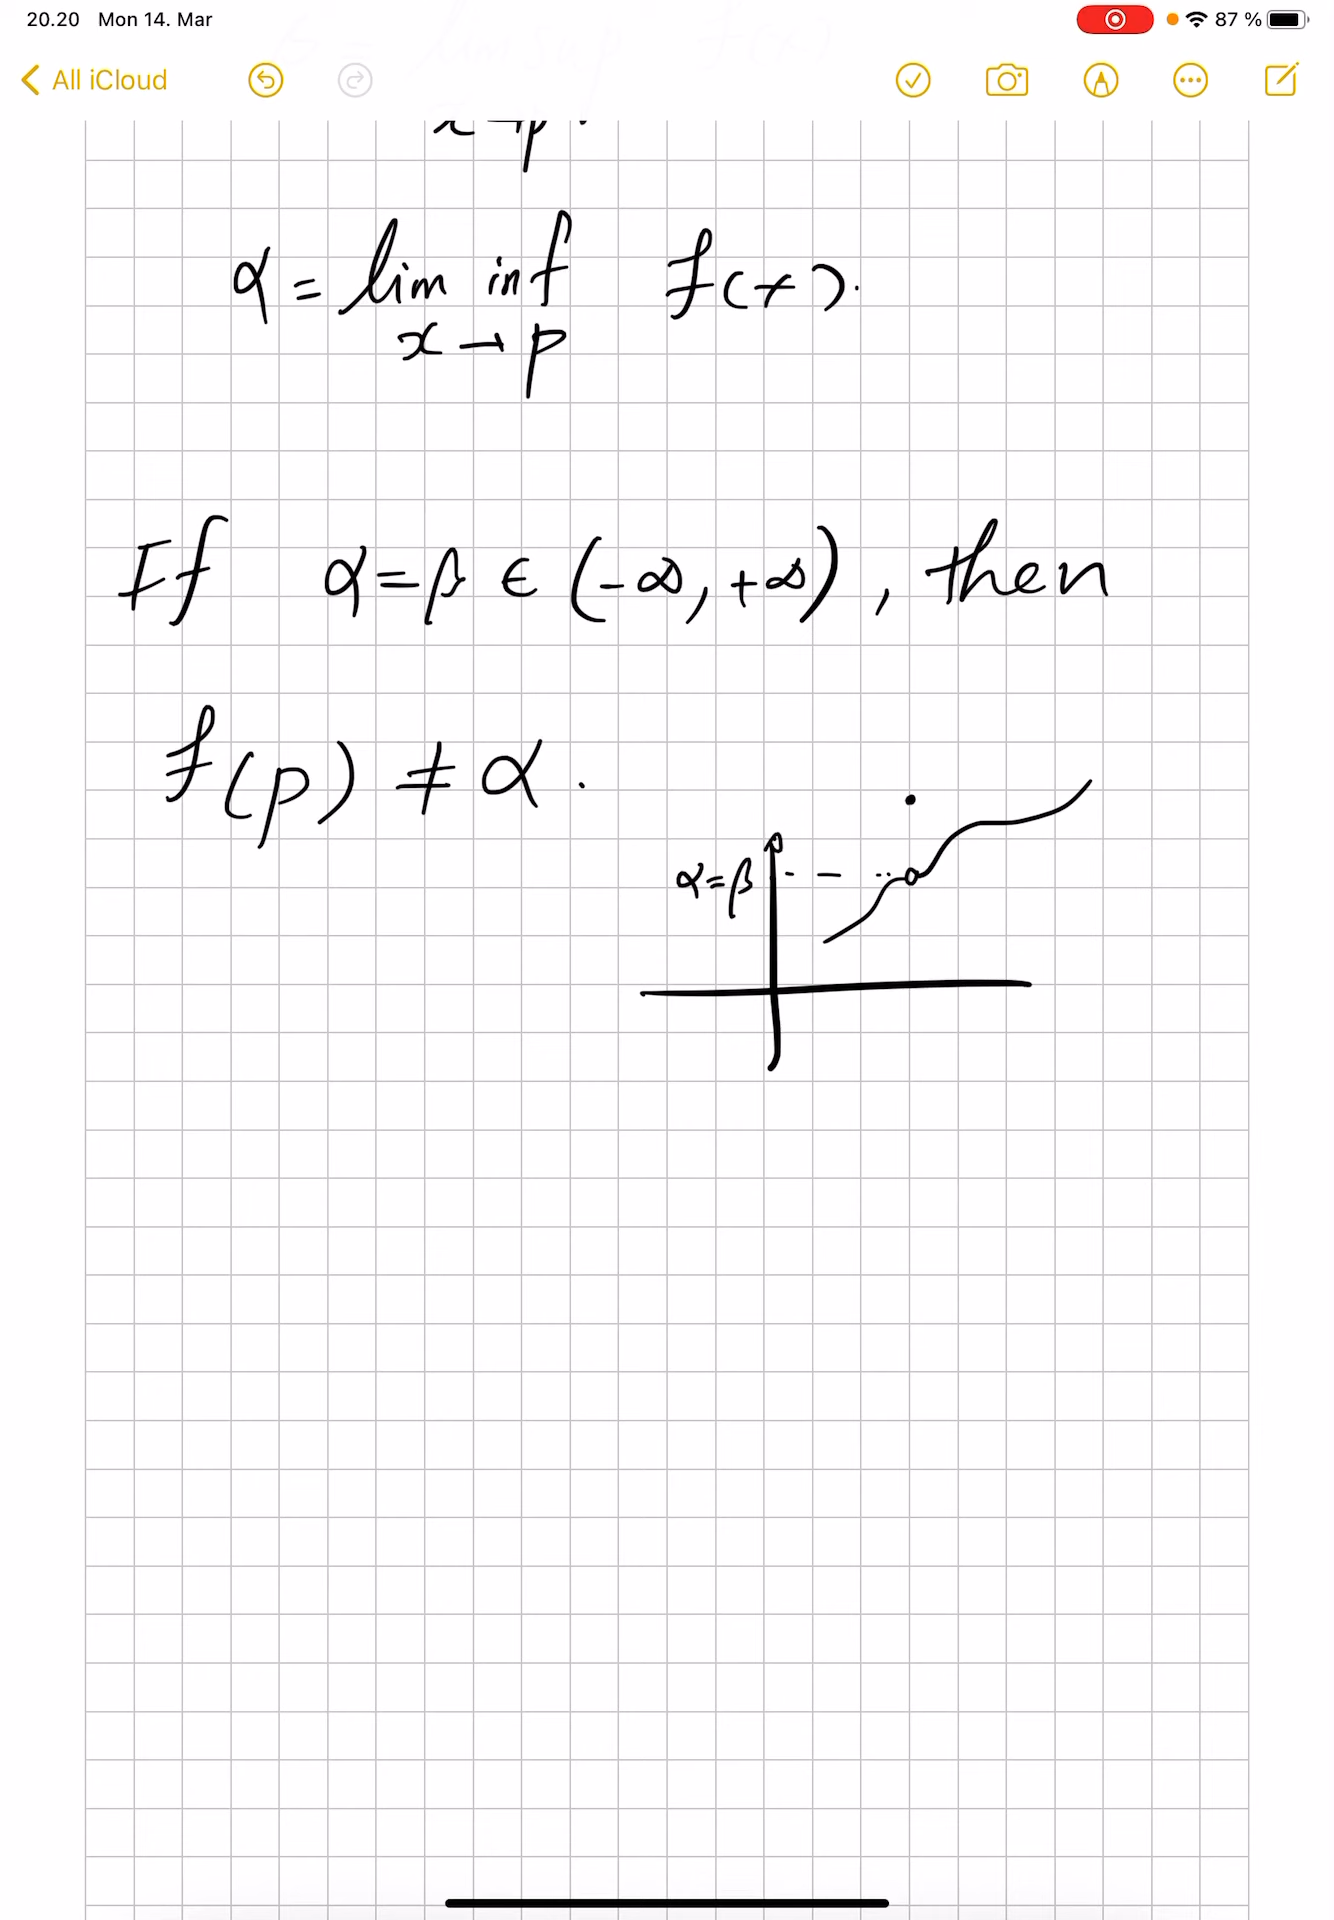 20.20 Mon 14. Mar 87 %
All iCloud
x → p
α = lim inf f(x).
x → p
If α = β ∈ (-∞, +∞), then
f(p) ≠ α.
α = β